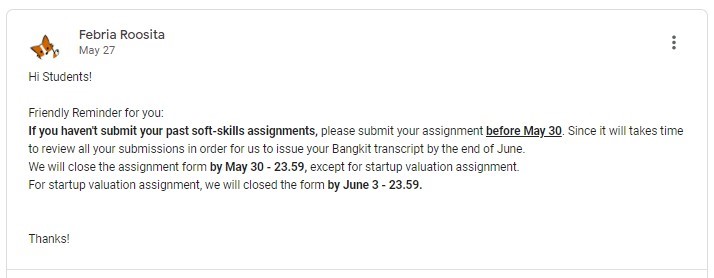 Febria Roosita
May 27
Hi Students!
Friendly Reminder for you:
If you haven't submit your past soft-skills assignments, please submit your assignment before May 30. Since it will takes time
to review all your submissions in order for us to issue your Bangkit transcript by the end of June.
We will close the assignment form by May 30 - 23.59, except for startup valuation assignment.
For startup valuation assignment, we will closed the form by June 3 - 23.59.
Thanks!